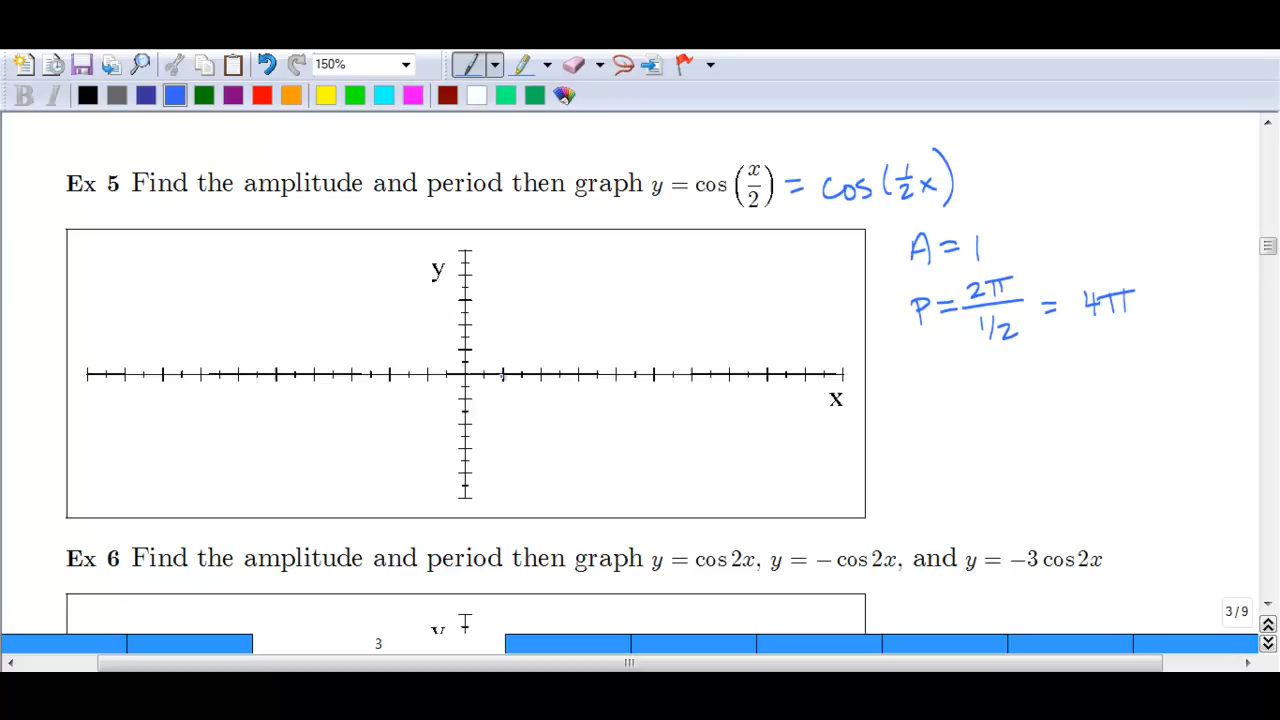 150%
B I
Ex 5 Find the amplitude and period then graph y = cos(x/2) = cos(1/2 x)
A = 1
P = 2π / 1/2 = 4π
y
x
Ex 6 Find the amplitude and period then graph y = cos 2x, y = − cos 2x, and y = −3 cos 2x
y
3/9
3